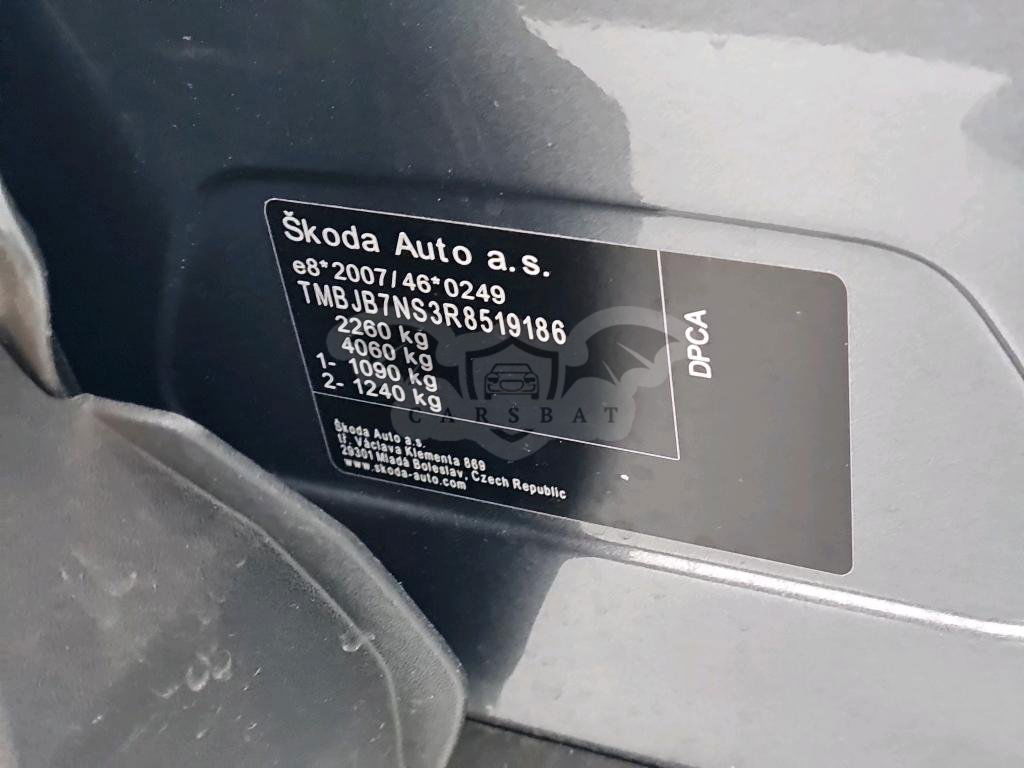 Škoda Auto a.s.
e8*2007/46*0249
TMBJB7NS3R8519186
2260 kg
4060 kg
1- 1090 kg
2- 1240 kg
DPCA
CARSBAT
Škoda Auto a.s.
tř. Václava Klementa 869
29301 Mladá Boleslav, Czech Republic
www.skoda-auto.com